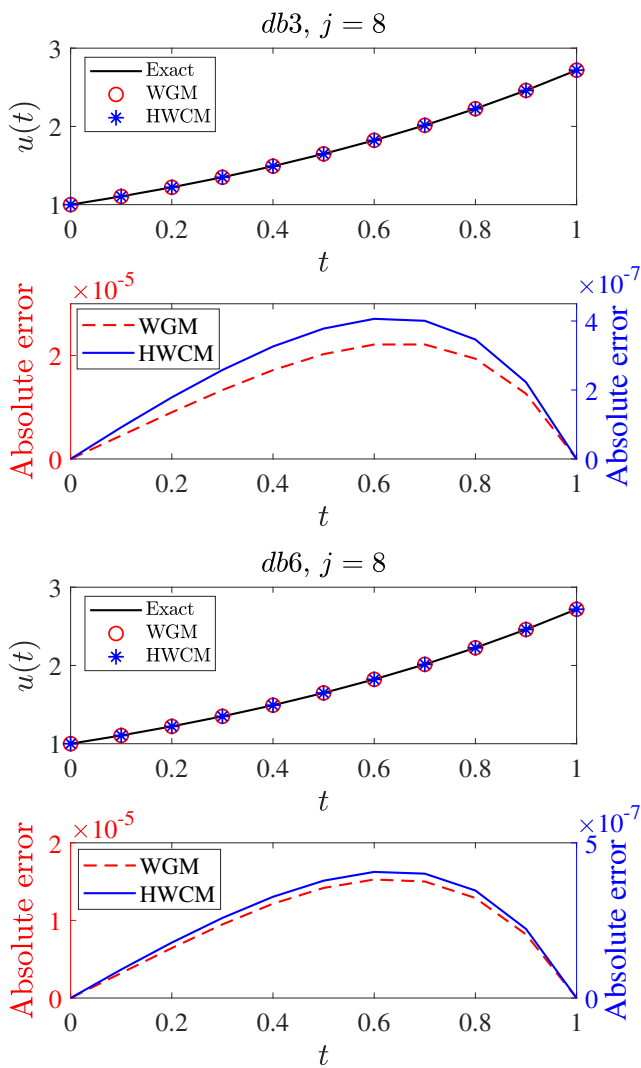 db3, j = 8
3
2
1
u(t)
Exact
WGM
HWCM
0 0.2 0.4 0.6 0.8 1
t
×10⁻⁵ ×10⁻⁷
Absolute error
2
0
WGM
HWCM
4
2
0
Absolute error
0 0.2 0.4 0.6 0.8 1
t
db6, j = 8
3
2
1
u(t)
Exact
WGM
HWCM
0 0.2 0.4 0.6 0.8 1
t
×10⁻⁵ ×10⁻⁷
Absolute error
2
1
0
WGM
HWCM
5
0
Absolute error
0 0.2 0.4 0.6 0.8 1
t